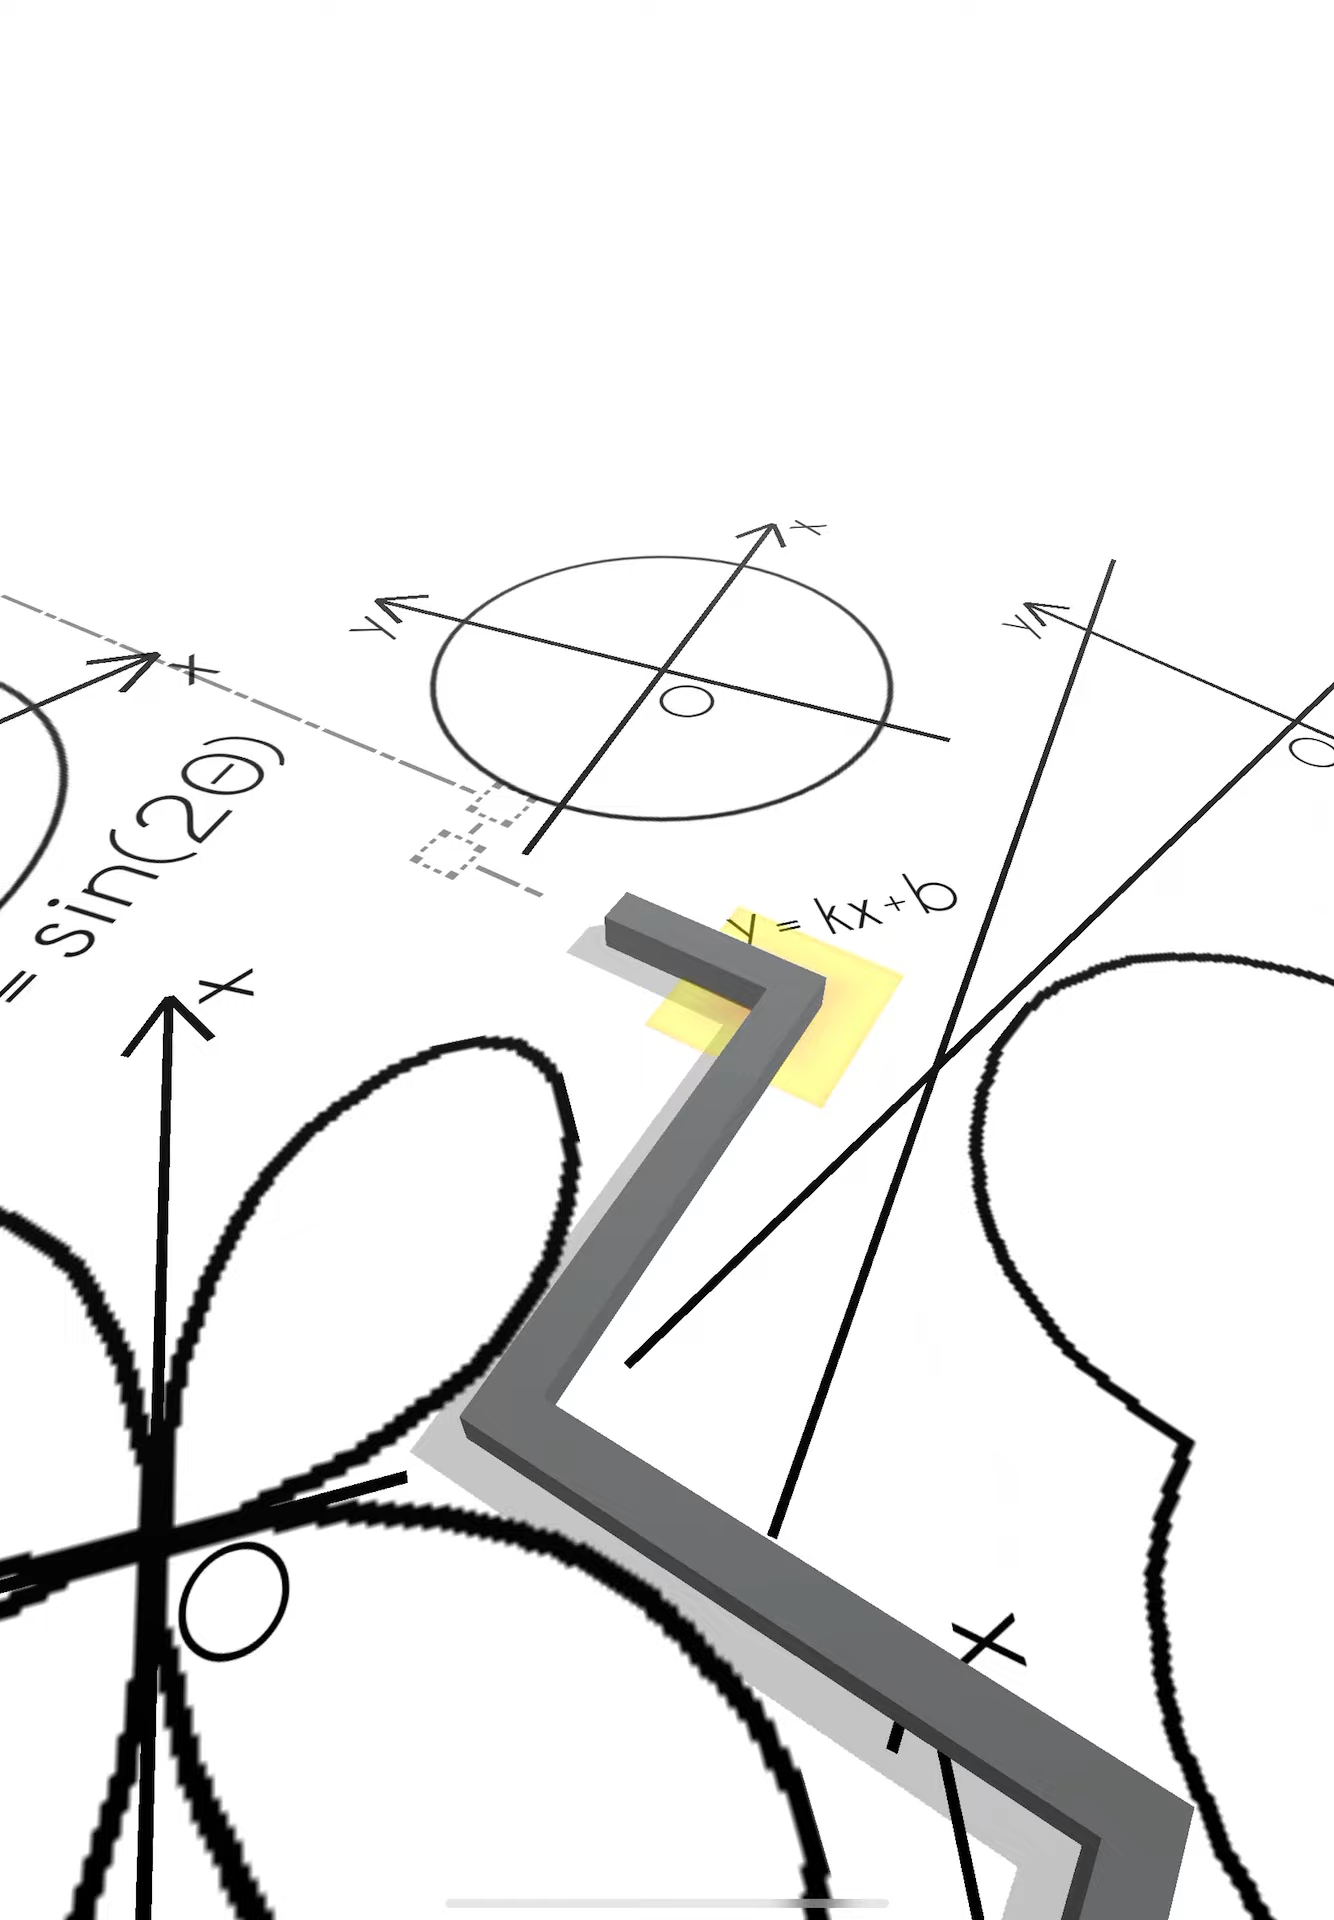 x
y
O
y
O
x
= sin(2Θ)
y = kx+b
x
O
x